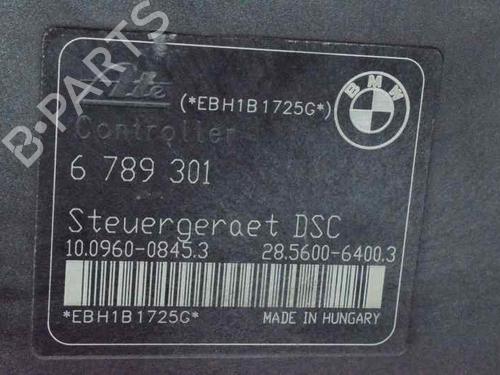 Ate
(*EBH1B1725G*)
BMW
Controller
6 789 301
Steuergeraet DSC
10.0960-0845.3 28.5600-6400.3
*EBH1B1725G* MADE IN HUNGARY
B-PARTS